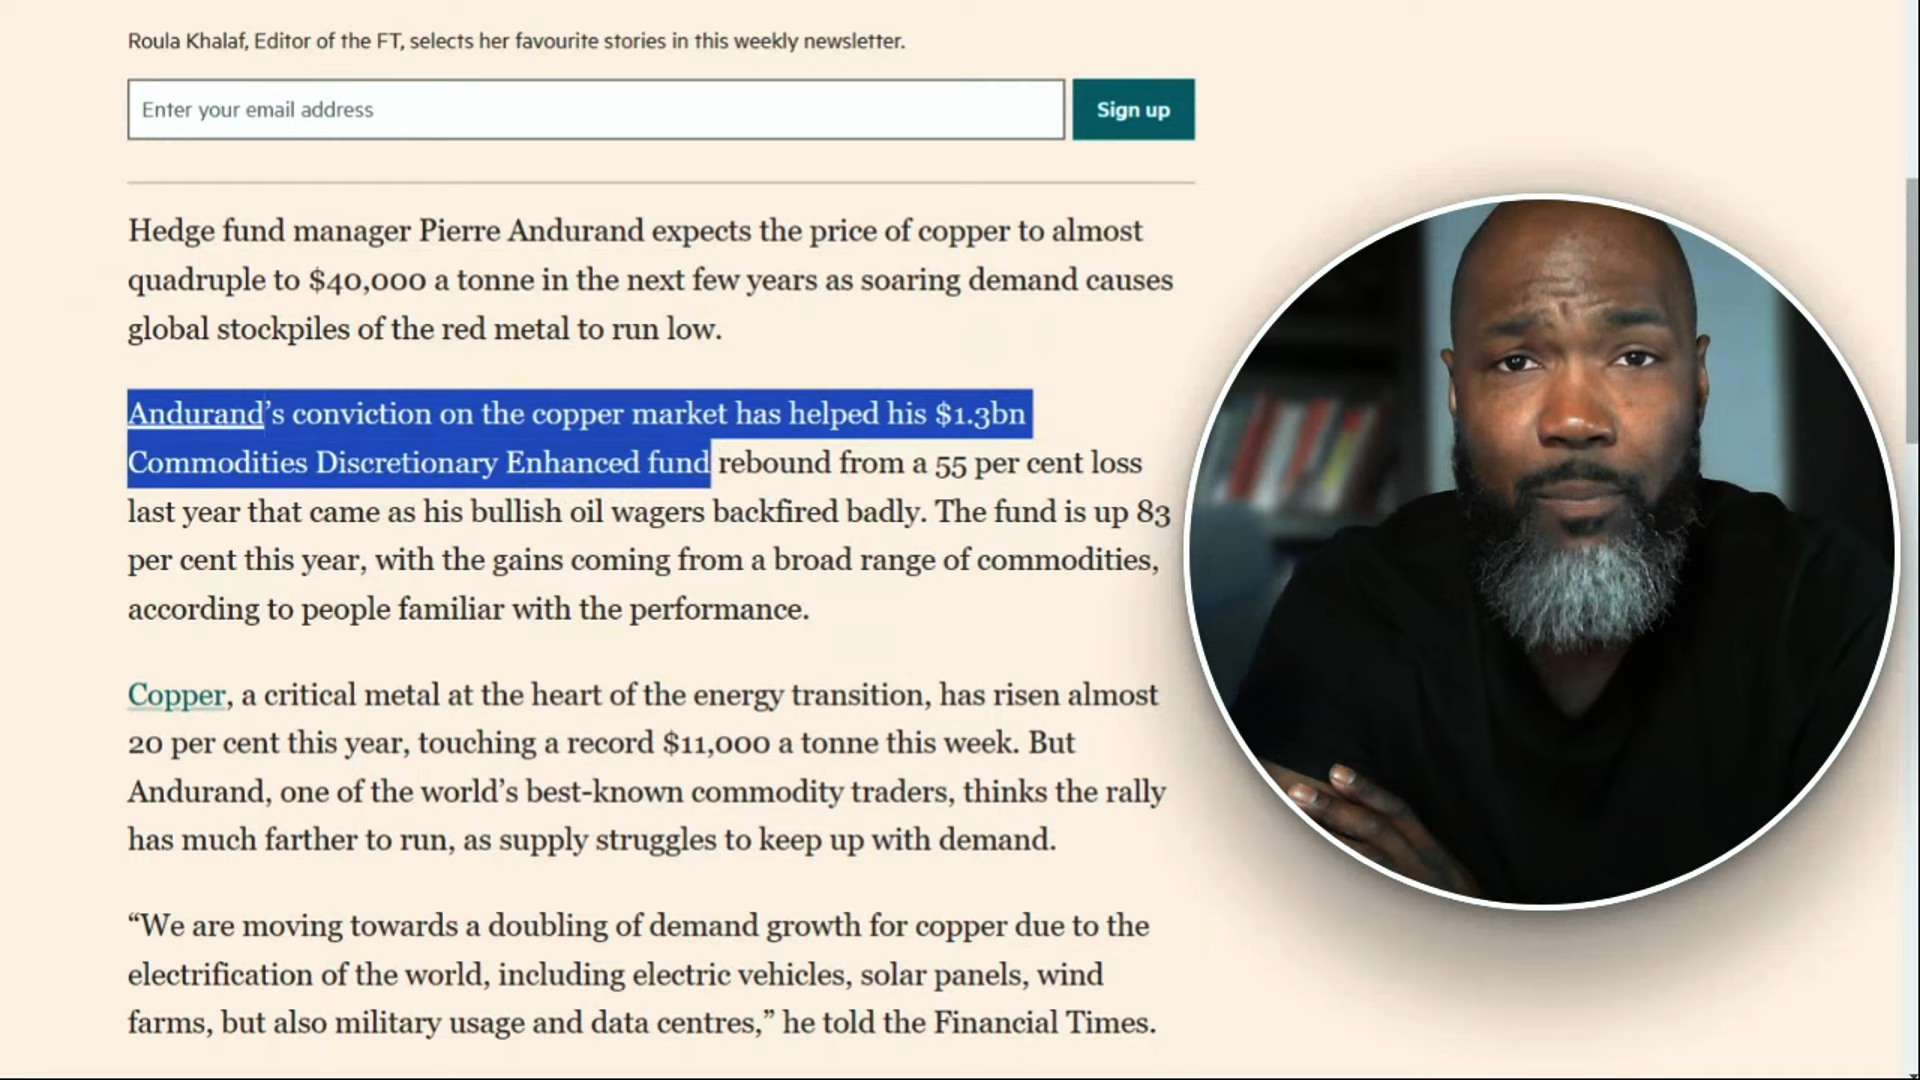 Roula Khalaf, Editor of the FT, selects her favourite stories in this weekly newsletter.
Enter your email address
Sign up
Hedge fund manager Pierre Andurand expects the price of copper to almost
quadruple to $40,000 a tonne in the next few years as soaring demand causes
global stockpiles of the red metal to run low.
Andurand’s conviction on the copper market has helped his $1.3bn
Commodities Discretionary Enhanced fund rebound from a 55 per cent loss
last year that came as his bullish oil wagers backfired badly. The fund is up 83
per cent this year, with the gains coming from a broad range of commodities,
according to people familiar with the performance.
Copper, a critical metal at the heart of the energy transition, has risen almost
20 per cent this year, touching a record $11,000 a tonne this week. But
Andurand, one of the world’s best-known commodity traders, thinks the rally
has much farther to run, as supply struggles to keep up with demand.
“We are moving towards a doubling of demand growth for copper due to the
electrification of the world, including electric vehicles, solar panels, wind
farms, but also military usage and data centres,” he told the Financial Times.